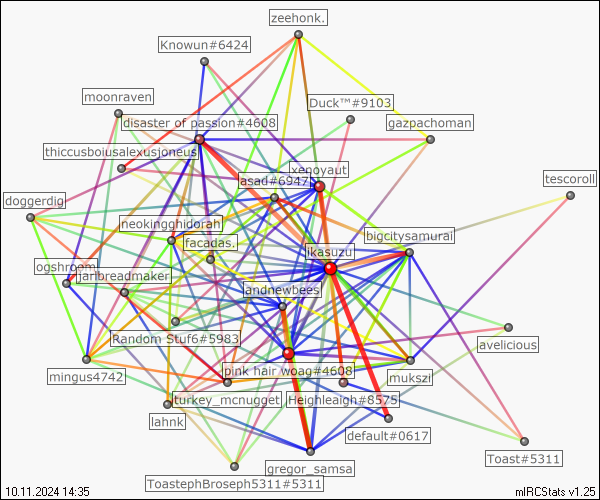 zeehonk.
Knowun#6424
moonraven
Duck™#9103
disaster of passion#4608
gazpachoman
thiccusboiusalexusjoneus
xenoyaut
asad#6947
tescoroll
doggerdig
neokingghidorah
bigcitysamurai
facadas.
ikasuzu
ogshroom
jarlbreadmaker
landnewbees
Random Stuf6#5983
avelicious
mingus4742
pink hair woag#4608
mukszi
turkey_mcnugget
Heighleaigh#8575
lahnk
default#0617
gregor_samsa
Toast#5311
ToastephBroseph5311#5311
10.11.2024 14:35
mIRCStats v1.25